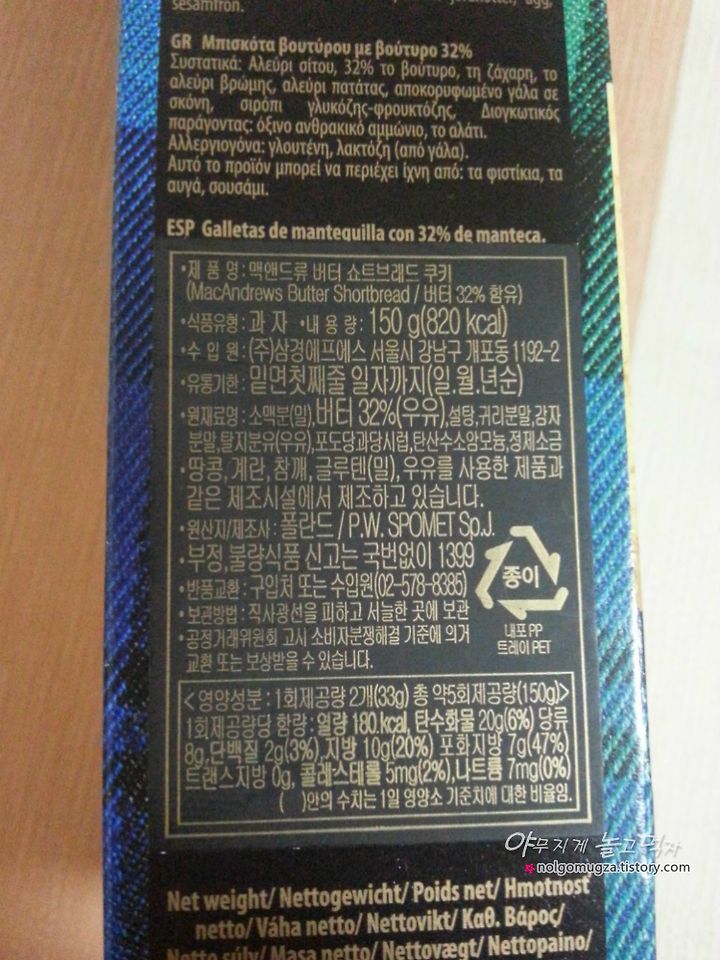 sesamfrön.
GR Μπισκότα βουτύρου με βούτυρο 32%
Συστατικά: Αλεύρι σίτου, 32% το βούτυρο, τη ζάχαρη, το
αλεύρι βρώμης, αλεύρι πατάτας, αποκορυφωμένο γάλα σε
σκόνη, σιρόπι γλυκόζης-φρουκτόζης, Διογκωτικός
παράγοντας: όξινο ανθρακικό αμμώνιο, το αλάτι.
Αλλεργιογόνα: γλουτένη, λακτόζη (από γάλα).
Αυτό το προϊόν μπορεί να περιέχει ίχνη από: τα φιστίκια, τα
αυγά, σουσάμι.
ESP Galletas de mantequilla con 32% de manteca.
•제 품 명: 맥앤드류 버터 쇼트브래드 쿠키
(MacAndrews Butter Shortbread / 버터 32% 함유)
•식품유형: 과 자 •내 용 량: 150 g(820 kcal)
•수 입 원: (주)삼경에프에스 서울시 강남구 개포동 1192-2
•유통기한: 밑면첫째줄 일자까지(일.월.년순)
•원재료명: 소맥분(밀),버터 32%(우유),설탕,귀리분말,감자
분말,탈지분유(우유),포도당과당시럽,탄산수소암모늄,정제소금
•땅콩,계란,참깨,글루텐(밀),우유를 사용한 제품과
같은 제조시설에서 제조하고 있습니다.
•원산지/제조사: 폴란드/P.W. SPOMET Sp.J.
•부정,불량식품 신고는 국번없이 1399
•반품교환: 구입처 또는 수입원(02-578-8385)
•보관방법: 직사광선을 피하고 서늘한 곳에 보관
•공정거래위원회 고시 소비자분쟁해결 기준에 의거
교환 또는 보상받을 수 있습니다.
종이
내포 PP
트레이 PET
<영양성분 : 1회제공량 2개(33g) 총 약5회제공량(150g)>
1회제공량당 함량: 열량 180kcal, 탄수화물 20g(6%) 당류
8g,단백질 2g(3%),지방 10g(20%) 포화지방 7g(47%)
트랜스지방 0g, 콜레스테롤 5mg(2%),나트륨 7mg(0%)
( )안의 수치는 1일 영양소 기준치에 대한 비율임.
야무지게 놀고먹자
nolgomugza.tistory.com
Net weight/ Nettogewicht/ Poids net/ Hmotnost
netto/ Váha netto/ Nettovikt/ Καθ. Βάρος/
Netto súly/ Masa netto/ Nettovægt/ Nettopaino/